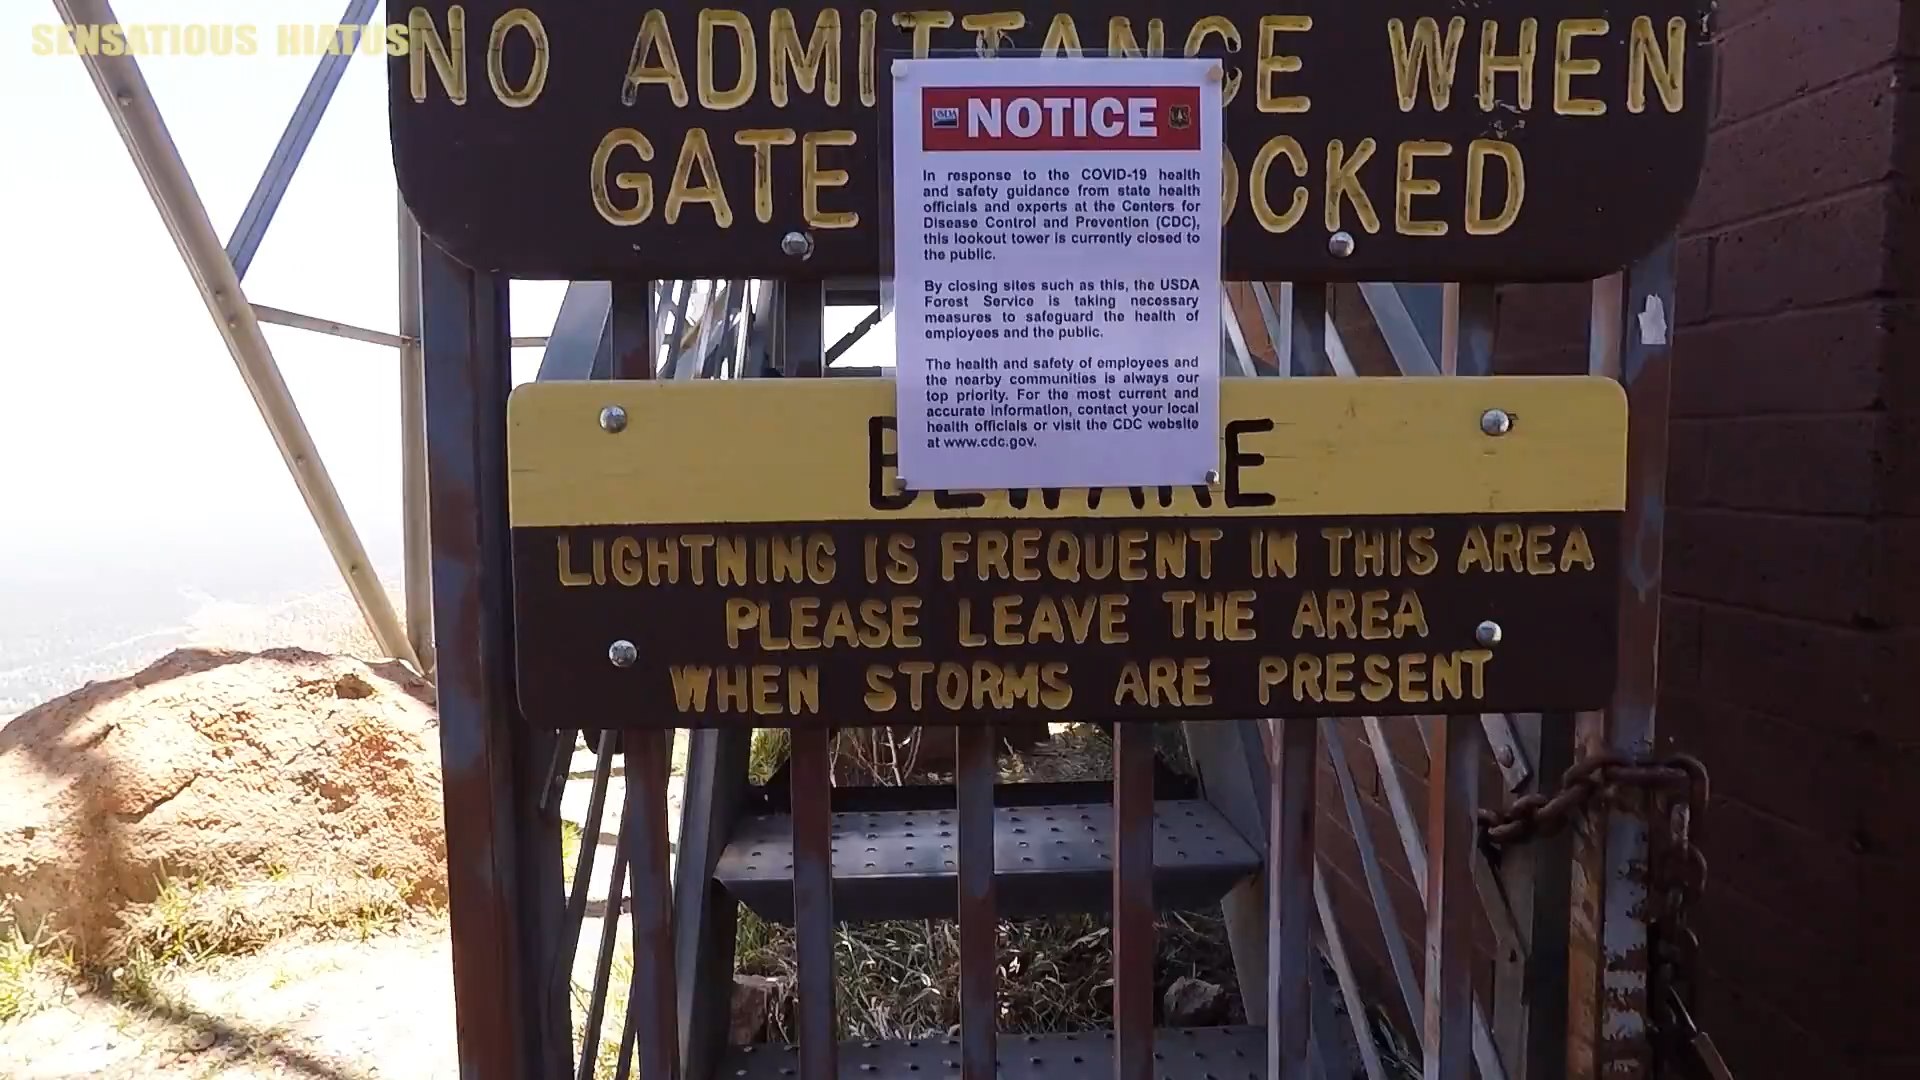 SENSATIOUS HIATUS
NO ADMITTANCE WHEN
GATE OCKED
USDA NOTICE
In response to the COVID-19 health
and safety guidance from state health
officials and experts at the Centers for
Disease Control and Prevention (CDC),
this lookout tower is currently closed to
the public.
By closing sites such as this, the USDA
Forest Service is taking necessary
measures to safeguard the health of
employees and the public.
The health and safety of employees and
the nearby communities is always our
top priority. For the most current and
accurate information, contact your local
health officials or visit the CDC website
at www.cdc.gov.
BEWARE
LIGHTNING IS FREQUENT IN THIS AREA
PLEASE LEAVE THE AREA
WHEN STORMS ARE PRESENT